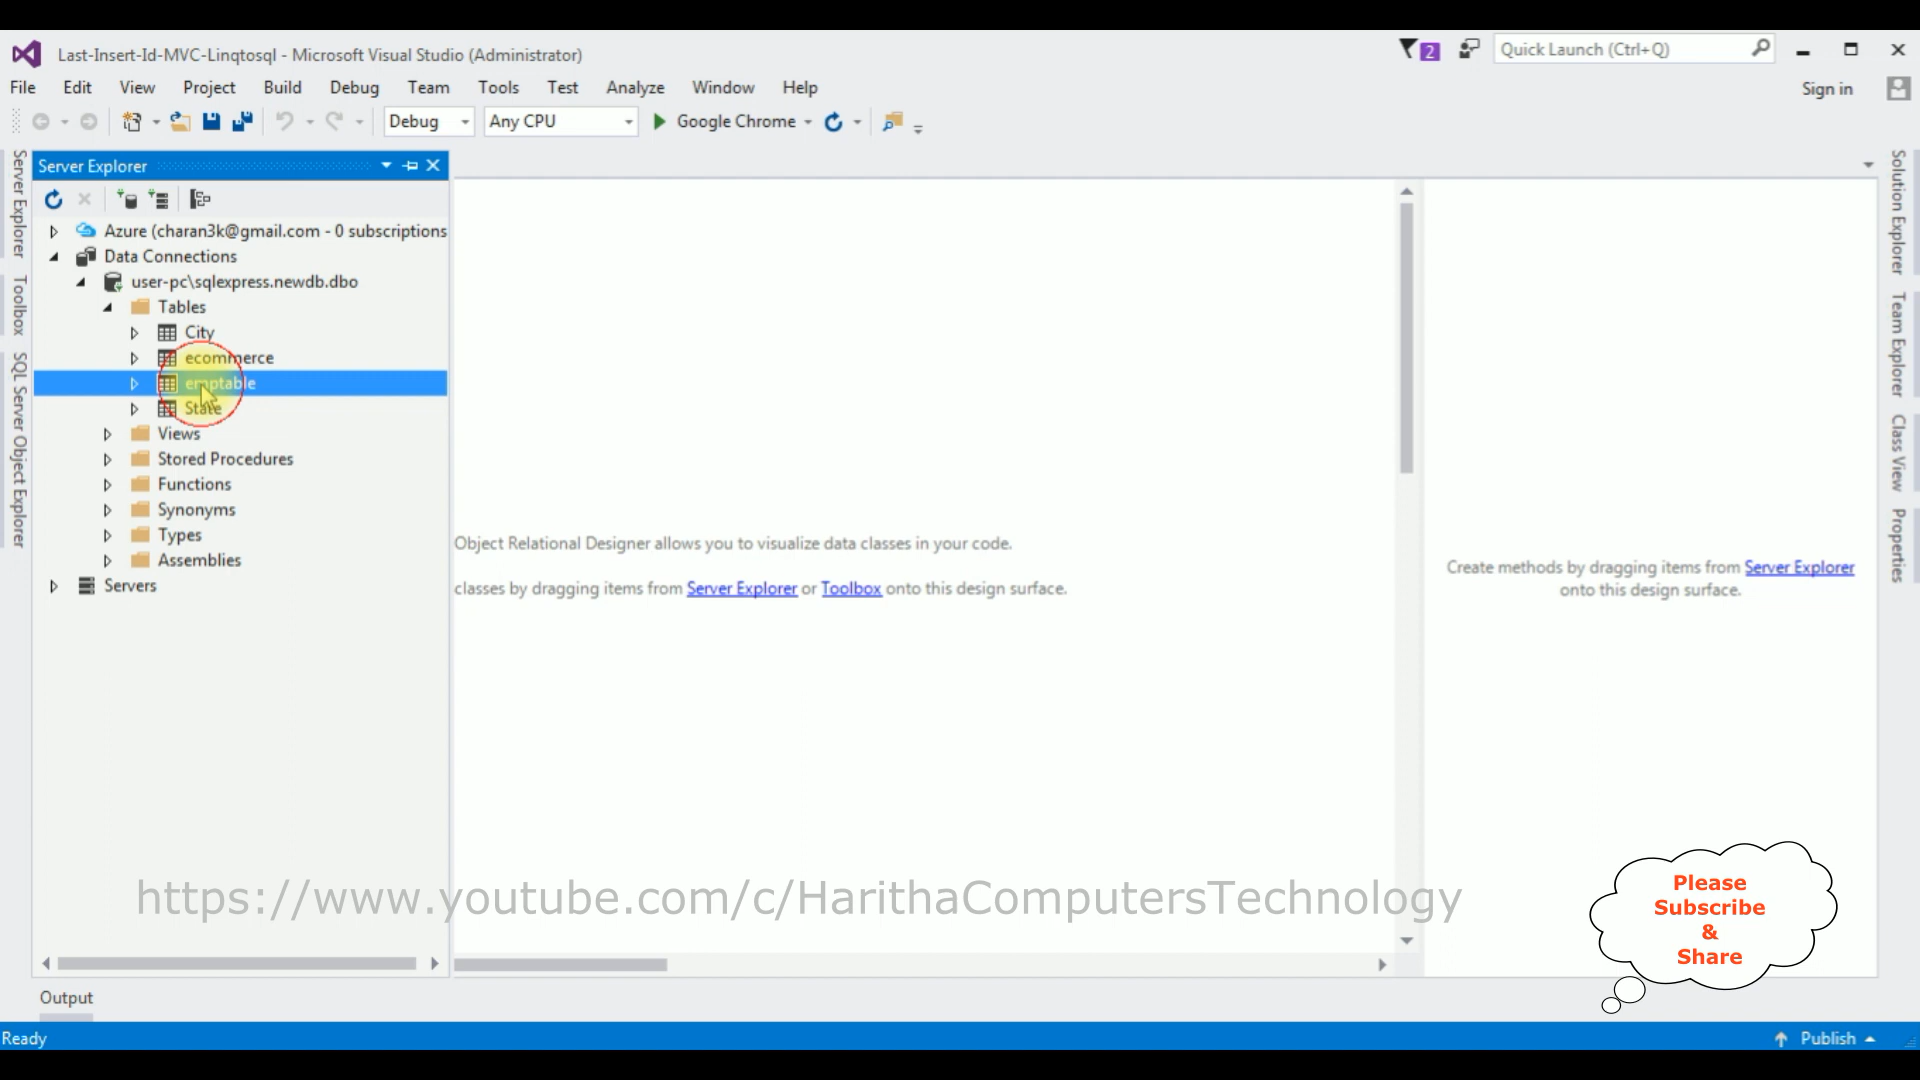 Last-Insert-Id-MVC-Linqtosql - Microsoft Visual Studio (Administrator)
2
Quick Launch (Ctrl+Q)
File Edit View Project Build Debug Team Tools Test Analyze Window Help
Sign in
Debug
Any CPU
Google Chrome
Server Explorer
Toolbox
SQL Server Object Explorer
Server Explorer
Azure (charan3k@gmail.com - 0 subscriptions
Data Connections
user-pc\sqlexpress.newdb.dbo
Tables
City
ecommerce
emptable
State
Views
Stored Procedures
Functions
Synonyms
Types
Assemblies
Servers
Object Relational Designer allows you to visualize data classes in your code.
classes by dragging items from Server Explorer or Toolbox onto this design surface.
Create methods by dragging items from Server Explorer
onto this design surface.
Solution Explorer
Team Explorer
Class View
Properties
https://www.youtube.com/c/HarithaComputersTechnology
Please
Subscribe
&
Share
Output
Ready
Publish